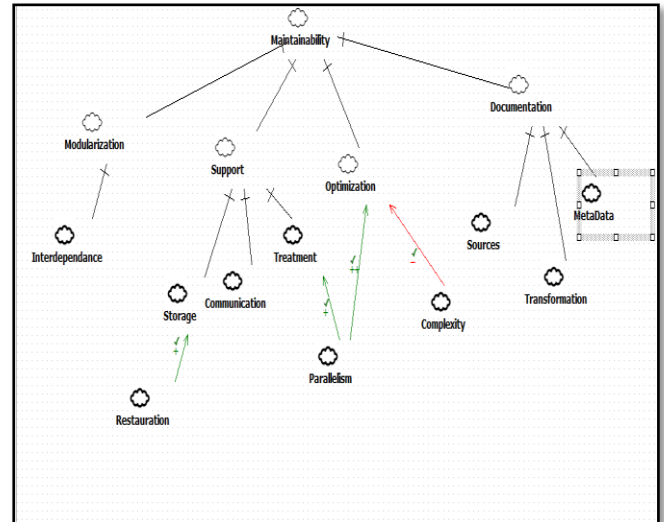 Maintainability
Documentation
Modularization
Support
Optimization
MetaData
Sources
Interdependance
Treatment
Communication
Transformation
Storage
Complexity
Parallelism
Restauration
++
-
+
+